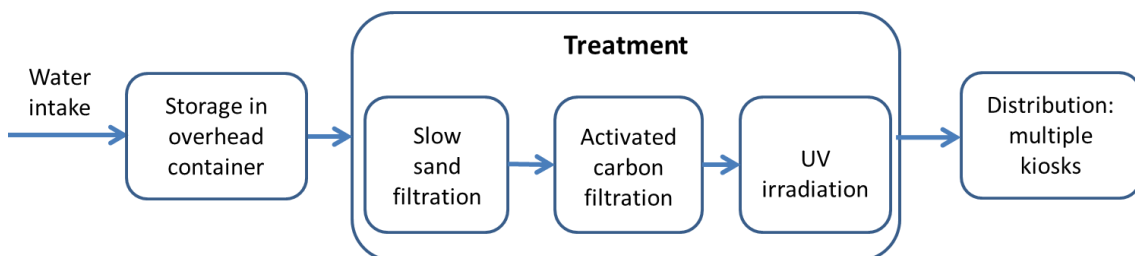 Treatment
Water
intake
Storage in
overhead
container
Slow
sand
filtration
Activated
carbon
filtration
UV
irradiation
Distribution:
multiple
kiosks